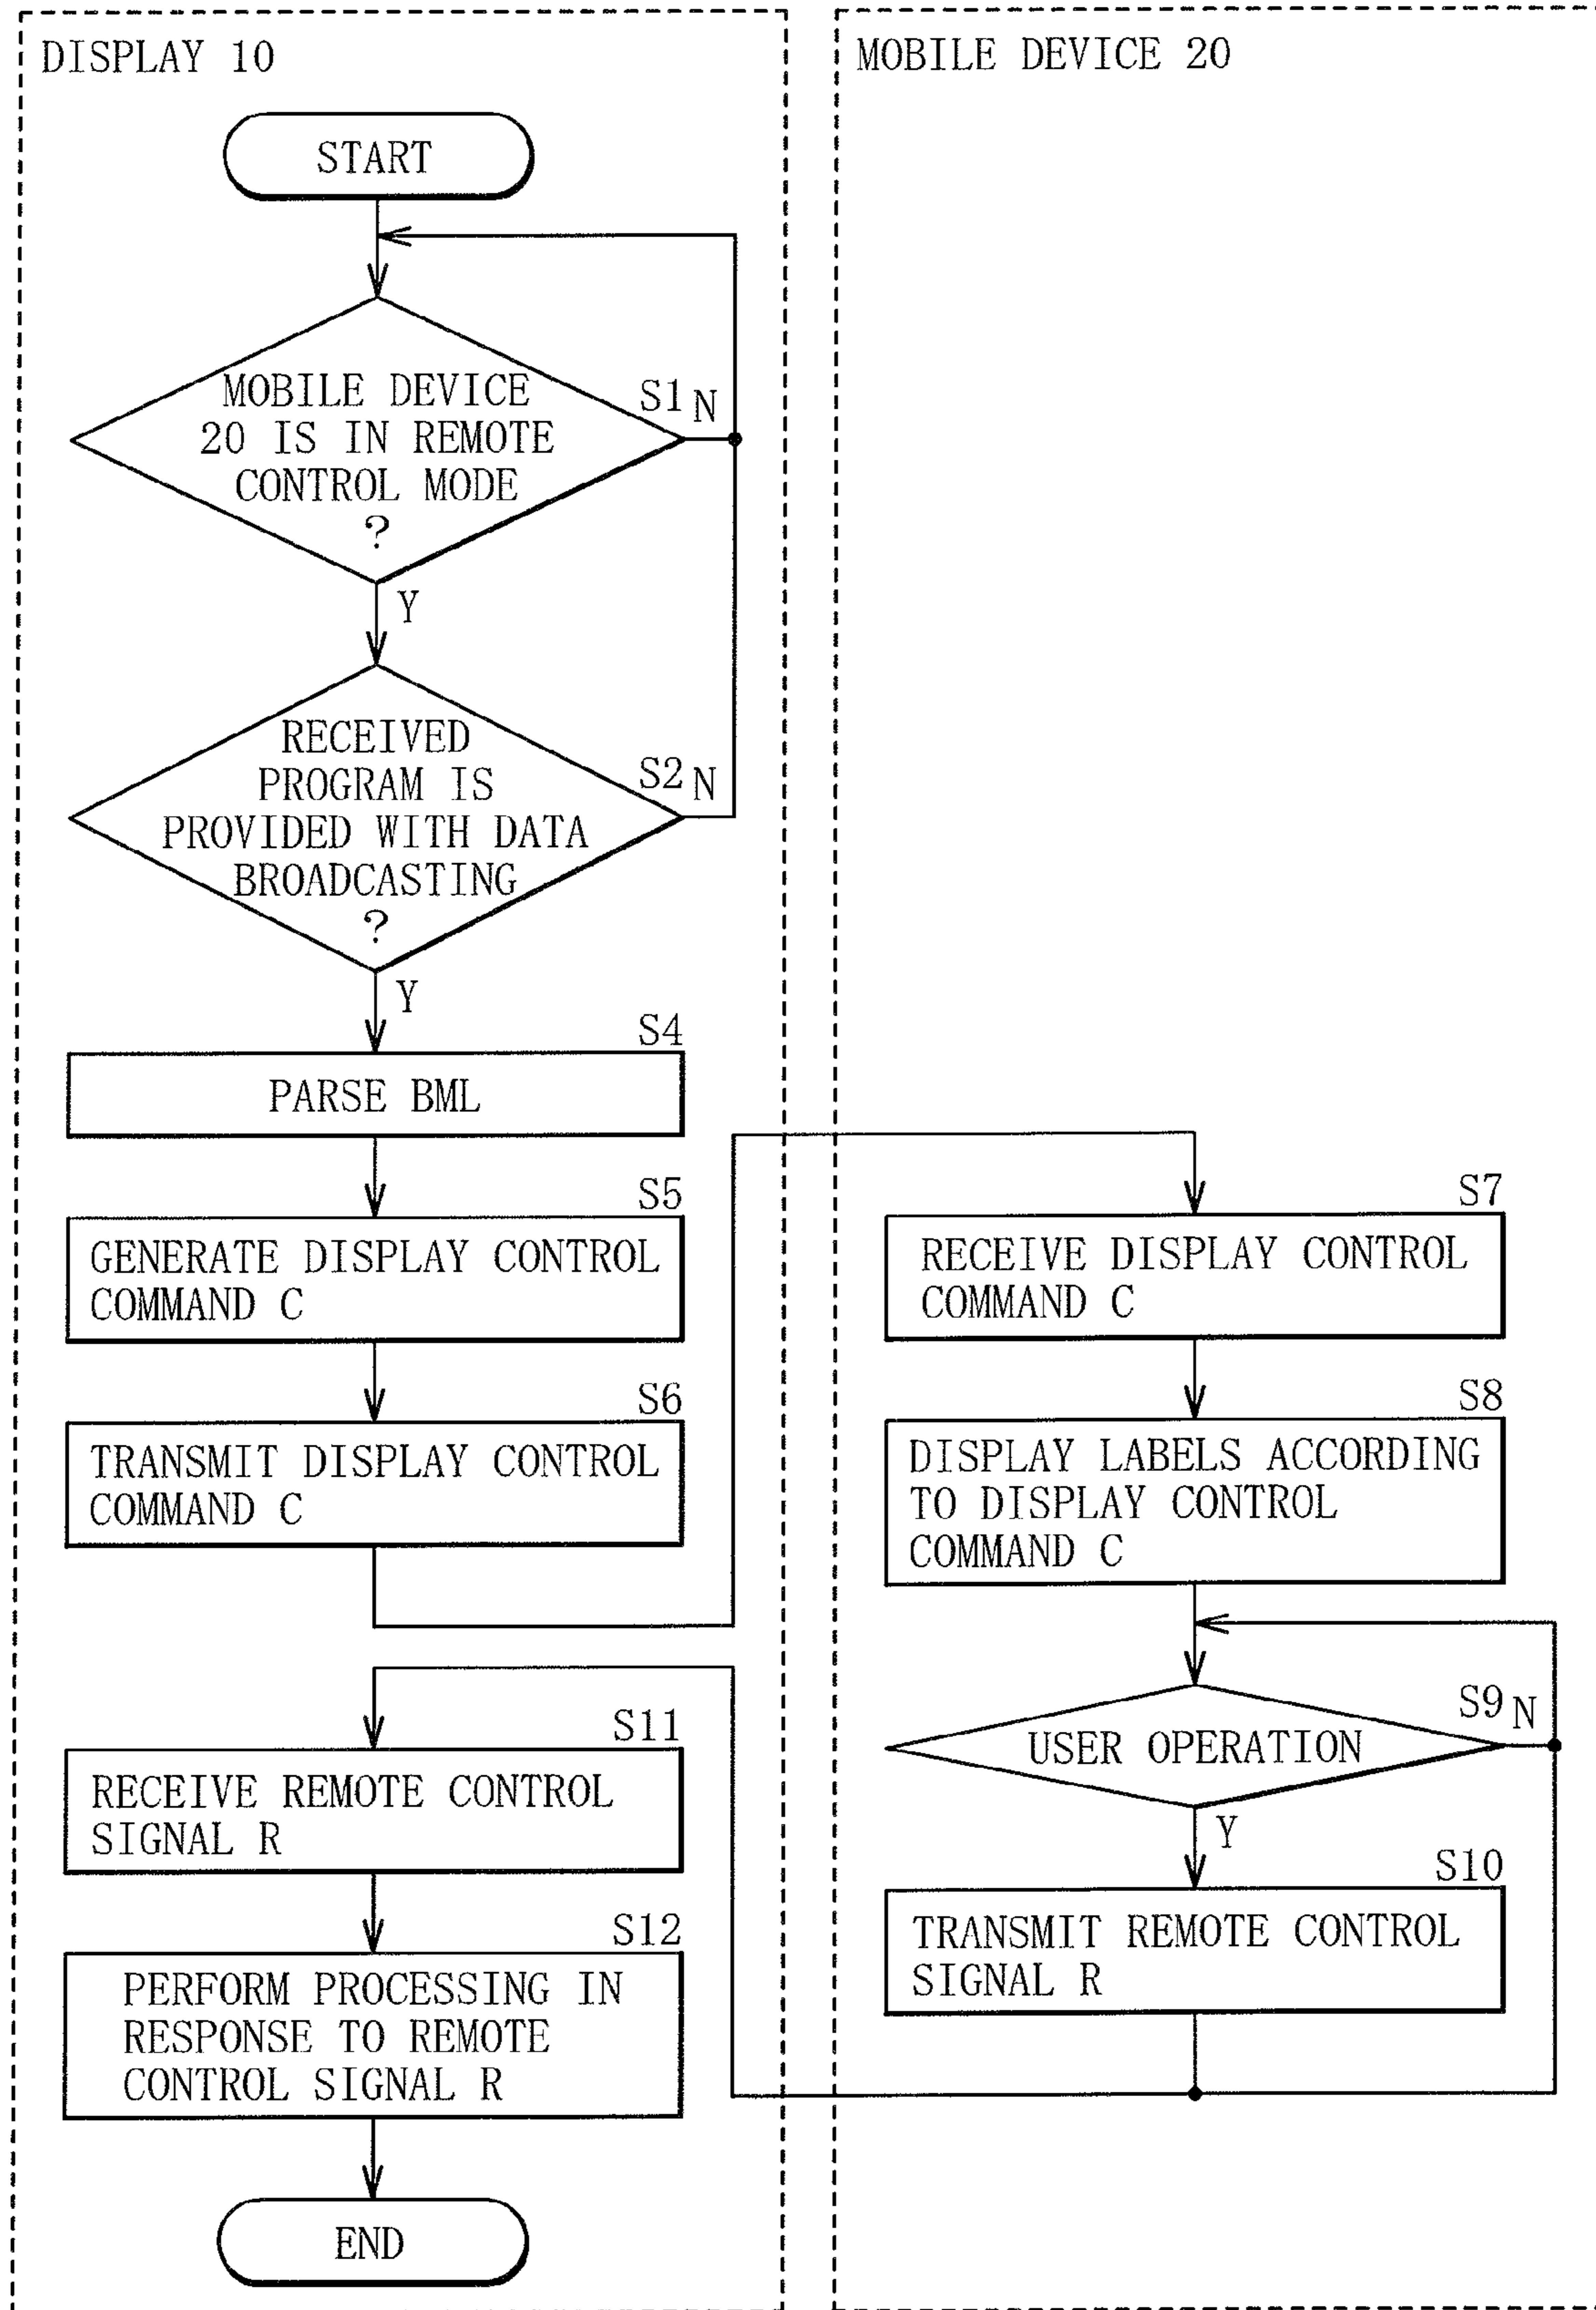 DISPLAY 10
START
MOBILE DEVICE
20 IS IN REMOTE
CONTROL MODE
?
S1
N
Y
RECEIVED
PROGRAM IS
PROVIDED WITH DATA
BROADCASTING
?
S2
N
Y
S4
PARSE BML
S5
GENERATE DISPLAY CONTROL
COMMAND C
S6
TRANSMIT DISPLAY CONTROL
COMMAND C
S11
RECEIVE REMOTE CONTROL
SIGNAL R
S12
PERFORM PROCESSING IN
RESPONSE TO REMOTE
CONTROL SIGNAL R
END
MOBILE DEVICE 20
S7
RECEIVE DISPLAY CONTROL
COMMAND C
S8
DISPLAY LABELS ACCORDING
TO DISPLAY CONTROL
COMMAND C
S9
N
USER OPERATION
Y
S10
TRANSMIT REMOTE CONTROL
SIGNAL R